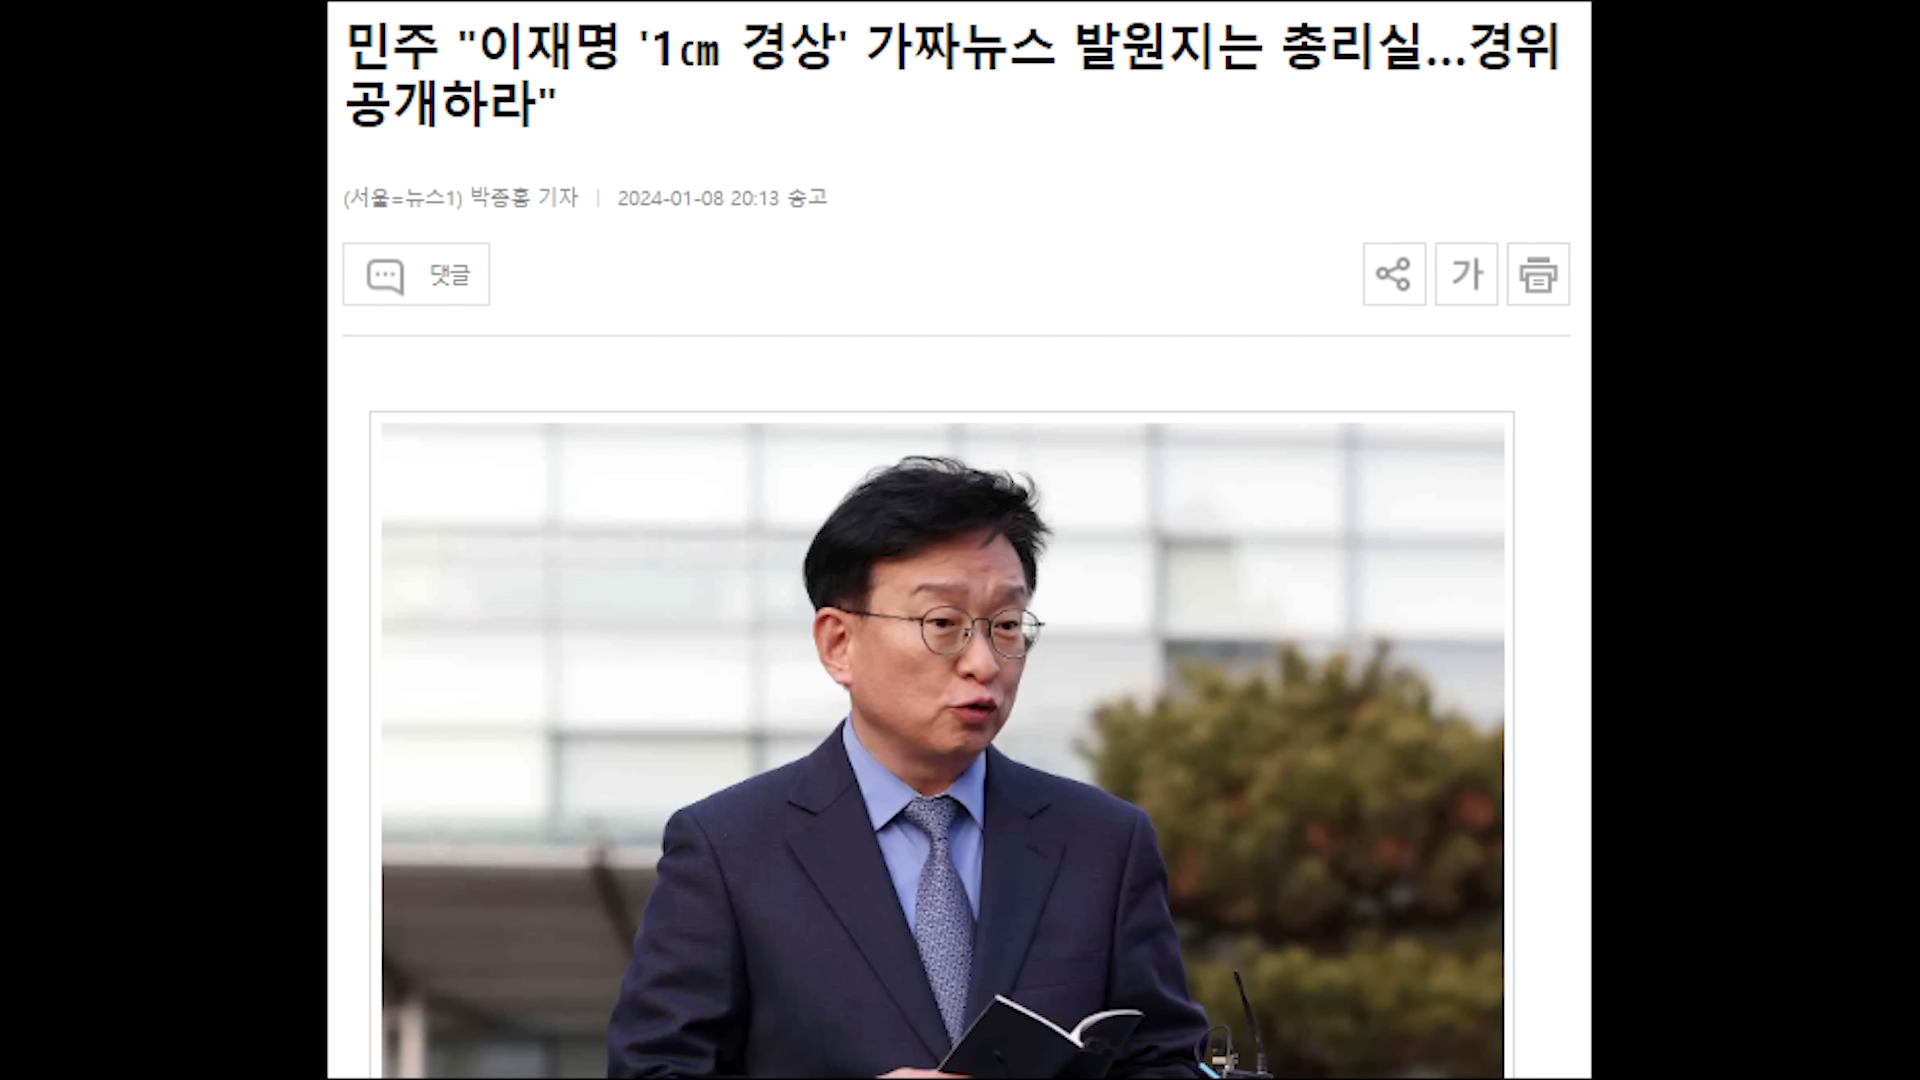 민주 "이재명 '1㎝ 경상' 가짜뉴스 발원지는 총리실…경위
공개하라"
(서울=뉴스1) 박종홍 기자 | 2024-01-08 20:13 송고
댓글
가